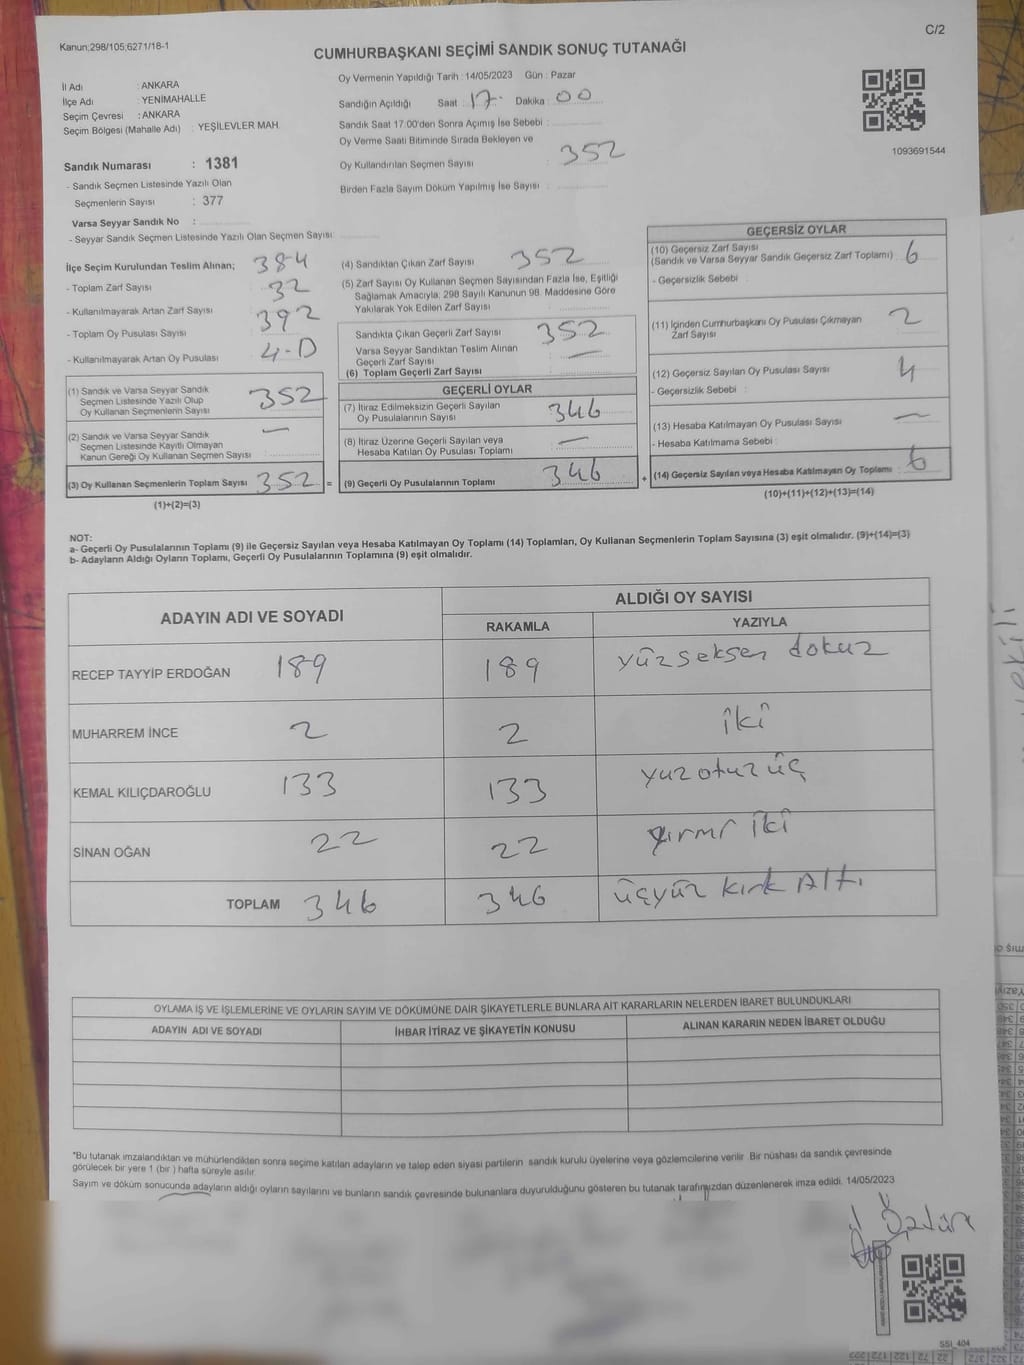 Kanun;298/105;6271/18-1
C/2
CUMHURBAŞKANI SEÇİMİ SANDIK SONUÇ TUTANAĞI
İl Adı : ANKARA
İlçe Adı : YENİMAHALLE
Seçim Çevresi : ANKARA
Seçim Bölgesi (Mahalle Adı) : YEŞİLEVLER MAH.
Sandık Numarası : 1381
- Sandık Seçmen Listesinde Yazılı Olan
Seçmenlerin Sayısı : 377
Varsa Seyyar Sandık No :
- Seyyar Sandık Seçmen Listesinde Yazılı Olan Seçmen Sayısı
Oy Vermenin Yapıldığı Tarih : 14/05/2023 Gün : Pazar
Sandığın Açıldığı Saat : 17. Dakika : 00
Sandık Saat 17.00'den Sonra Açımış İse Sebebi :
Oy Verme Saati Bitiminde Sırada Bekleyen ve
Oy Kullandırılan Seçmen Sayısı : 352
Birden Fazla Sayım Döküm Yapılmış İse Sayısı :
1093691544
İlçe Seçim Kurulundan Teslim Alınan; 384
- Toplam Zarf Sayısı 32
- Kullanılmayarak Artan Zarf Sayısı 392
- Toplam Oy Pusulası Sayısı
- Kullanılmayarak Artan Oy Pusulası
(1) Sandık ve Varsa Seyyar Sandık
Seçmen Listesinde Yazılı Olup
Oy Kullanan Seçmenlerin Sayısı 352
(2) Sandık ve Varsa Seyyar Sandık
Seçmen Listesinde Kayıtlı Olmayan
Kanun Gereği Oy Kullanan Seçmen Sayısı —
(3) Oy Kullanan Seçmenlerin Toplam Sayısı 352 =
(1)+(2)=(3)
(4) Sandıktan Çıkan Zarf Sayısı 352
(5) Zarf Sayısı Oy Kullanan Seçmen Sayısından Fazla İse, Eşitliği
Sağlamak Amacıyla; 298 Sayılı Kanunun 98. Maddesine Göre
Yakılarak Yok Edilen Zarf Sayısı
Sandıkta Çıkan Geçerli Zarf Sayısı 352
Varsa Seyyar Sandıktan Teslim Alınan
Geçerli Zarf Sayısı —
(6) Toplam Geçerli Zarf Sayısı
GEÇERLİ OYLAR
(7) İtiraz Edilmeksizin Geçerli Sayılan
Oy Pusulalarının Sayısı 346
(8) İtiraz Üzerine Geçerli Sayılan veya
Hesaba Katılan Oy Pusulası Toplamı —
(9) Geçerli Oy Pusulalarının Toplamı 346 +
GEÇERSİZ OYLAR
(10) Geçersiz Zarf Sayısı
(Sandık ve Varsa Seyyar Sandık Geçersiz Zarf Toplamı) 6
- Geçersizlik Sebebi :
(11) İçinden Cumhurbaşkanı Oy Pusulası Çıkmayan
Zarf Sayısı 2
(12) Geçersiz Sayılan Oy Pusulası Sayısı 4
- Geçersizlik Sebebi :
(13) Hesaba Katılmayan Oy Pusulası Sayısı —
- Hesaba Katılmama Sebebi :
(14) Geçersiz Sayılan veya Hesaba Katılmayan Oy Toplamı 6
(10)+(11)+(12)+(13)=(14)
NOT:
a- Geçerli Oy Pusulalarının Toplamı (9) ile Geçersiz Sayılan veya Hesaba Katılmayan Oy Toplamı (14) Toplamları, Oy Kullanan Seçmenlerin Toplam Sayısına (3) eşit olmalıdır. (9)+(14)=(3)
b- Adayların Aldığı Oyların Toplamı, Geçerli Oy Pusulalarının Toplamına (9) eşit olmalıdır.
ADAYIN ADI VE SOYADI ALDIĞI OY SAYISI
RAKAMLA YAZIYLA
RECEP TAYYİP ERDOĞAN 189 189 yüzseksen dokuz
MUHARREM İNCE 2 2 iki
KEMAL KILIÇDAROĞLU 133 133 yuz otuz üç
SİNAN OĞAN 22 22 yirmi iki
TOPLAM 346 346 üçyüz kırk Altı
OYLAMA İŞ VE İŞLEMLERİNE VE OYLARIN SAYIM VE DÖKÜMÜNE DAİR ŞİKAYETLERLE BUNLARA AİT KARARLARIN NELERDEN İBARET BULUNDUKLARI
ADAYIN ADI VE SOYADI İHBAR İTİRAZ VE ŞİKAYETİN KONUSU ALINAN KARARIN NEDEN İBARET OLDUĞU
*Bu tutanak imzalandıktan ve mühürlendikten sonra seçime katılan adayların ve talep eden siyasi partilerin sandık kurulu üyelerine veya gözlemcilerine verilir. Bir nüshası da sandık çevresinde
görülecek bir yere 1 (bir ) hafta süreyle asılır.
Sayım ve döküm sonucunda adayların aldığı oyların sayılarını ve bunların sandık çevresinde bulunanlara duyurulduğunu gösteren bu tutanak tarafımızdan düzenlenerek imza edildi. 14/05/2023
SSI_404